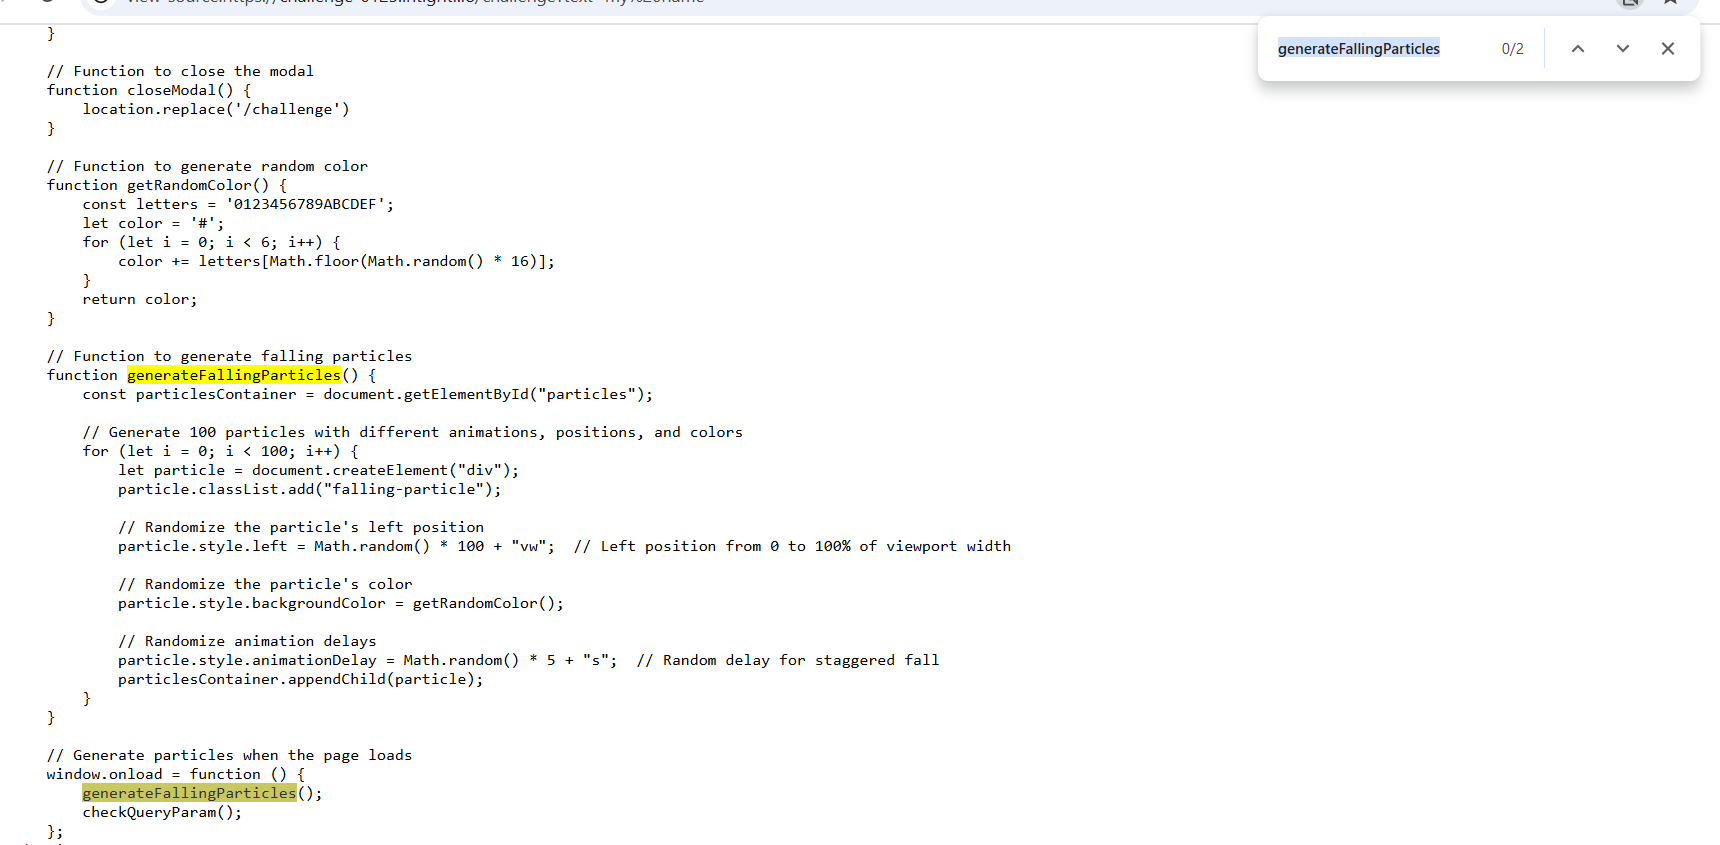 generateFallingParticles 0/2
}
// Function to close the modal
function closeModal() {
location.replace('/challenge')
}
// Function to generate random color
function getRandomColor() {
const letters = '0123456789ABCDEF';
let color = '#';
for (let i = 0; i < 6; i++) {
color += letters[Math.floor(Math.random() * 16)];
}
return color;
}
// Function to generate falling particles
function generateFallingParticles() {
const particlesContainer = document.getElementById("particles");
// Generate 100 particles with different animations, positions, and colors
for (let i = 0; i < 100; i++) {
let particle = document.createElement("div");
particle.classList.add("falling-particle");
// Randomize the particle's left position
particle.style.left = Math.random() * 100 + "vw";  // Left position from 0 to 100% of viewport width
// Randomize the particle's color
particle.style.backgroundColor = getRandomColor();
// Randomize animation delays
particle.style.animationDelay = Math.random() * 5 + "s";  // Random delay for staggered fall
particlesContainer.appendChild(particle);
}
}
// Generate particles when the page loads
window.onload = function () {
generateFallingParticles();
checkQueryParam();
};